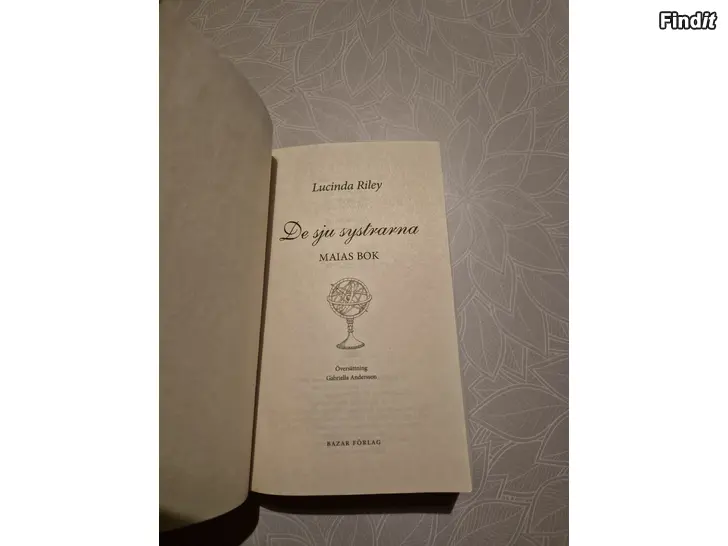 Findit
Lucinda Riley
De sju systrarna
MAIAS BOK
Översättning
Gabriella Andersson
BAZAR FÖRLAG